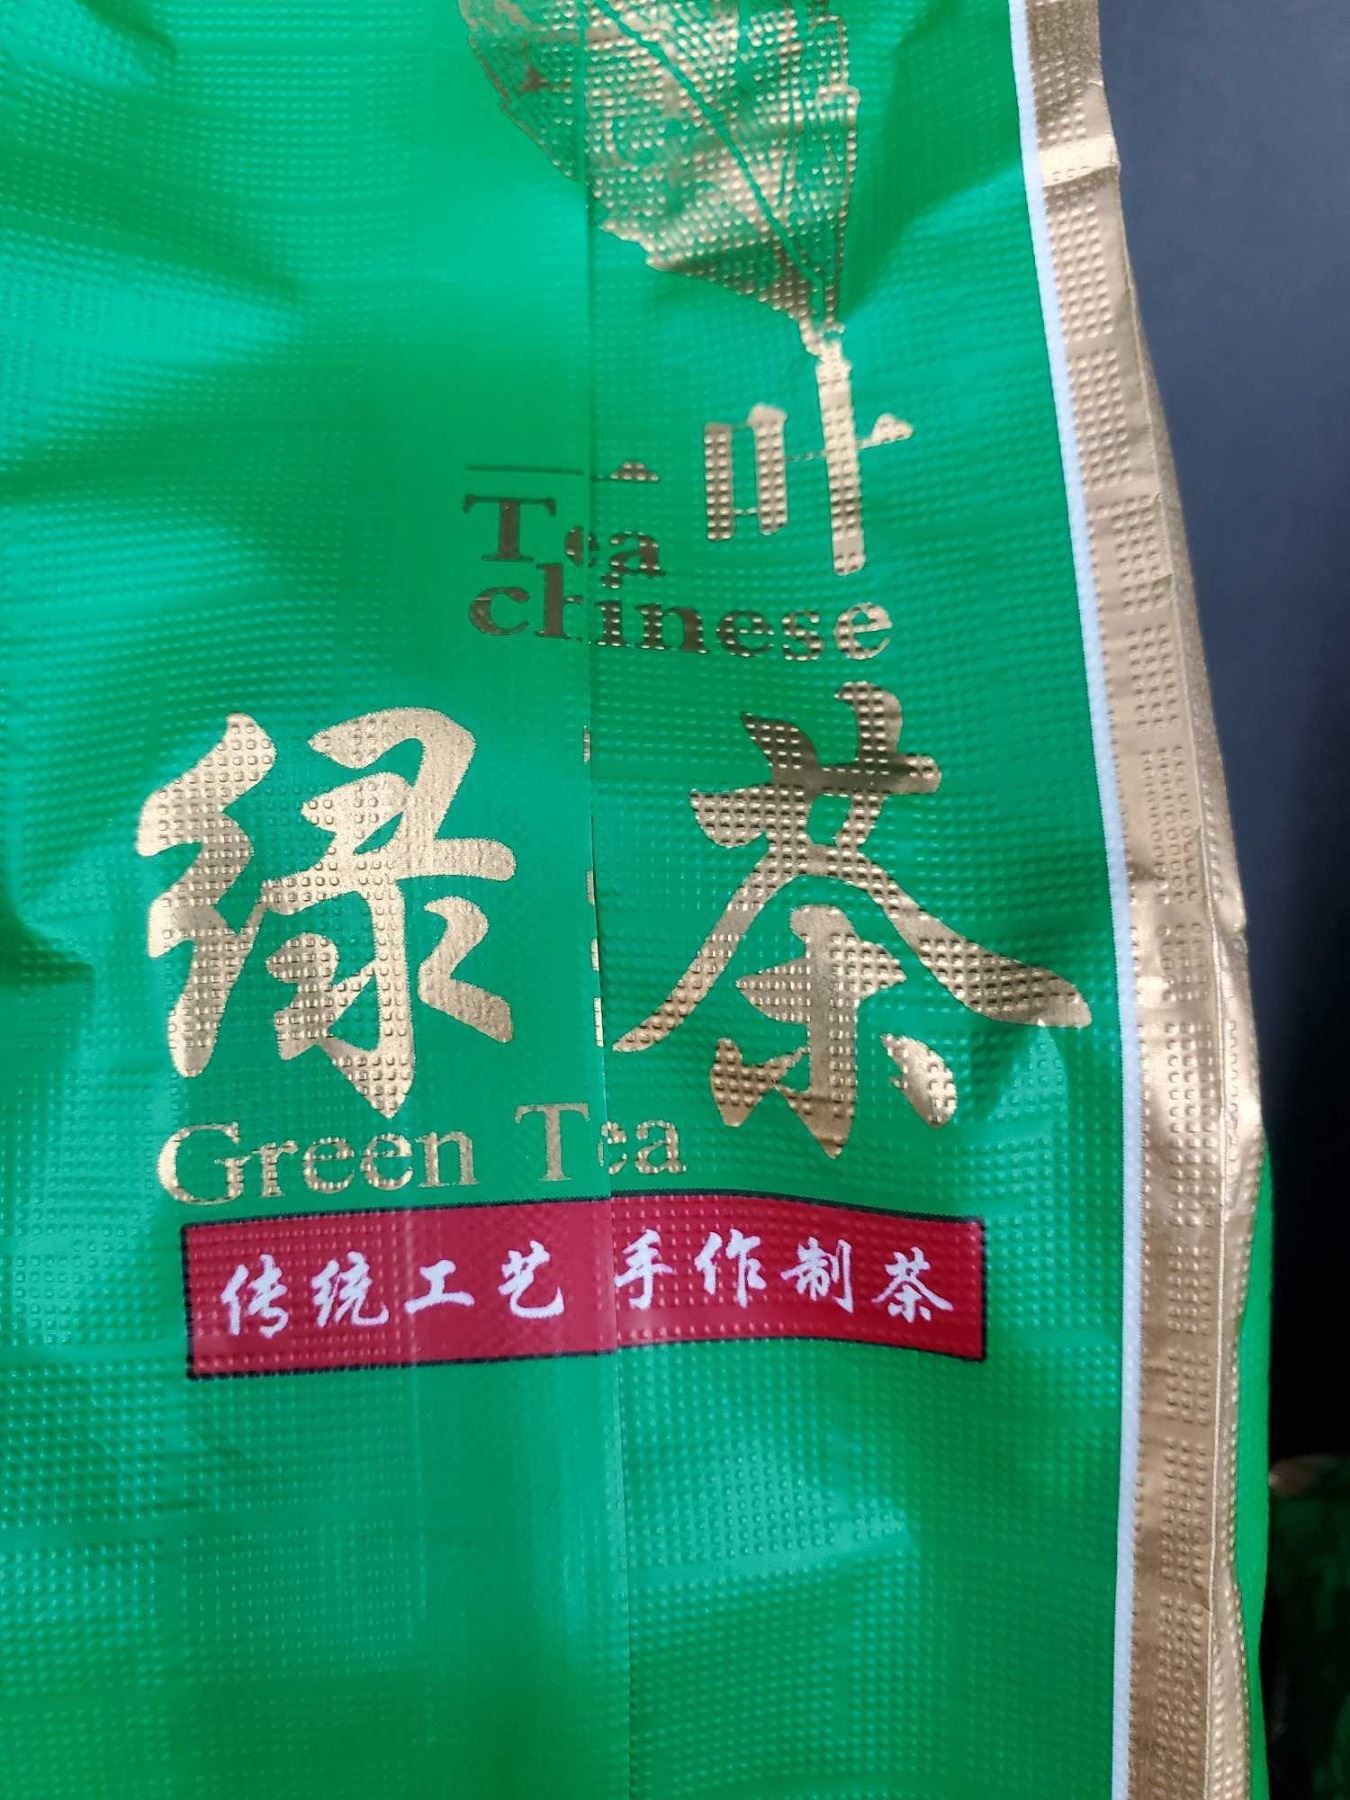 一叶
Tea
chinese
绿茶
Green Tea
传统工艺 手作制茶